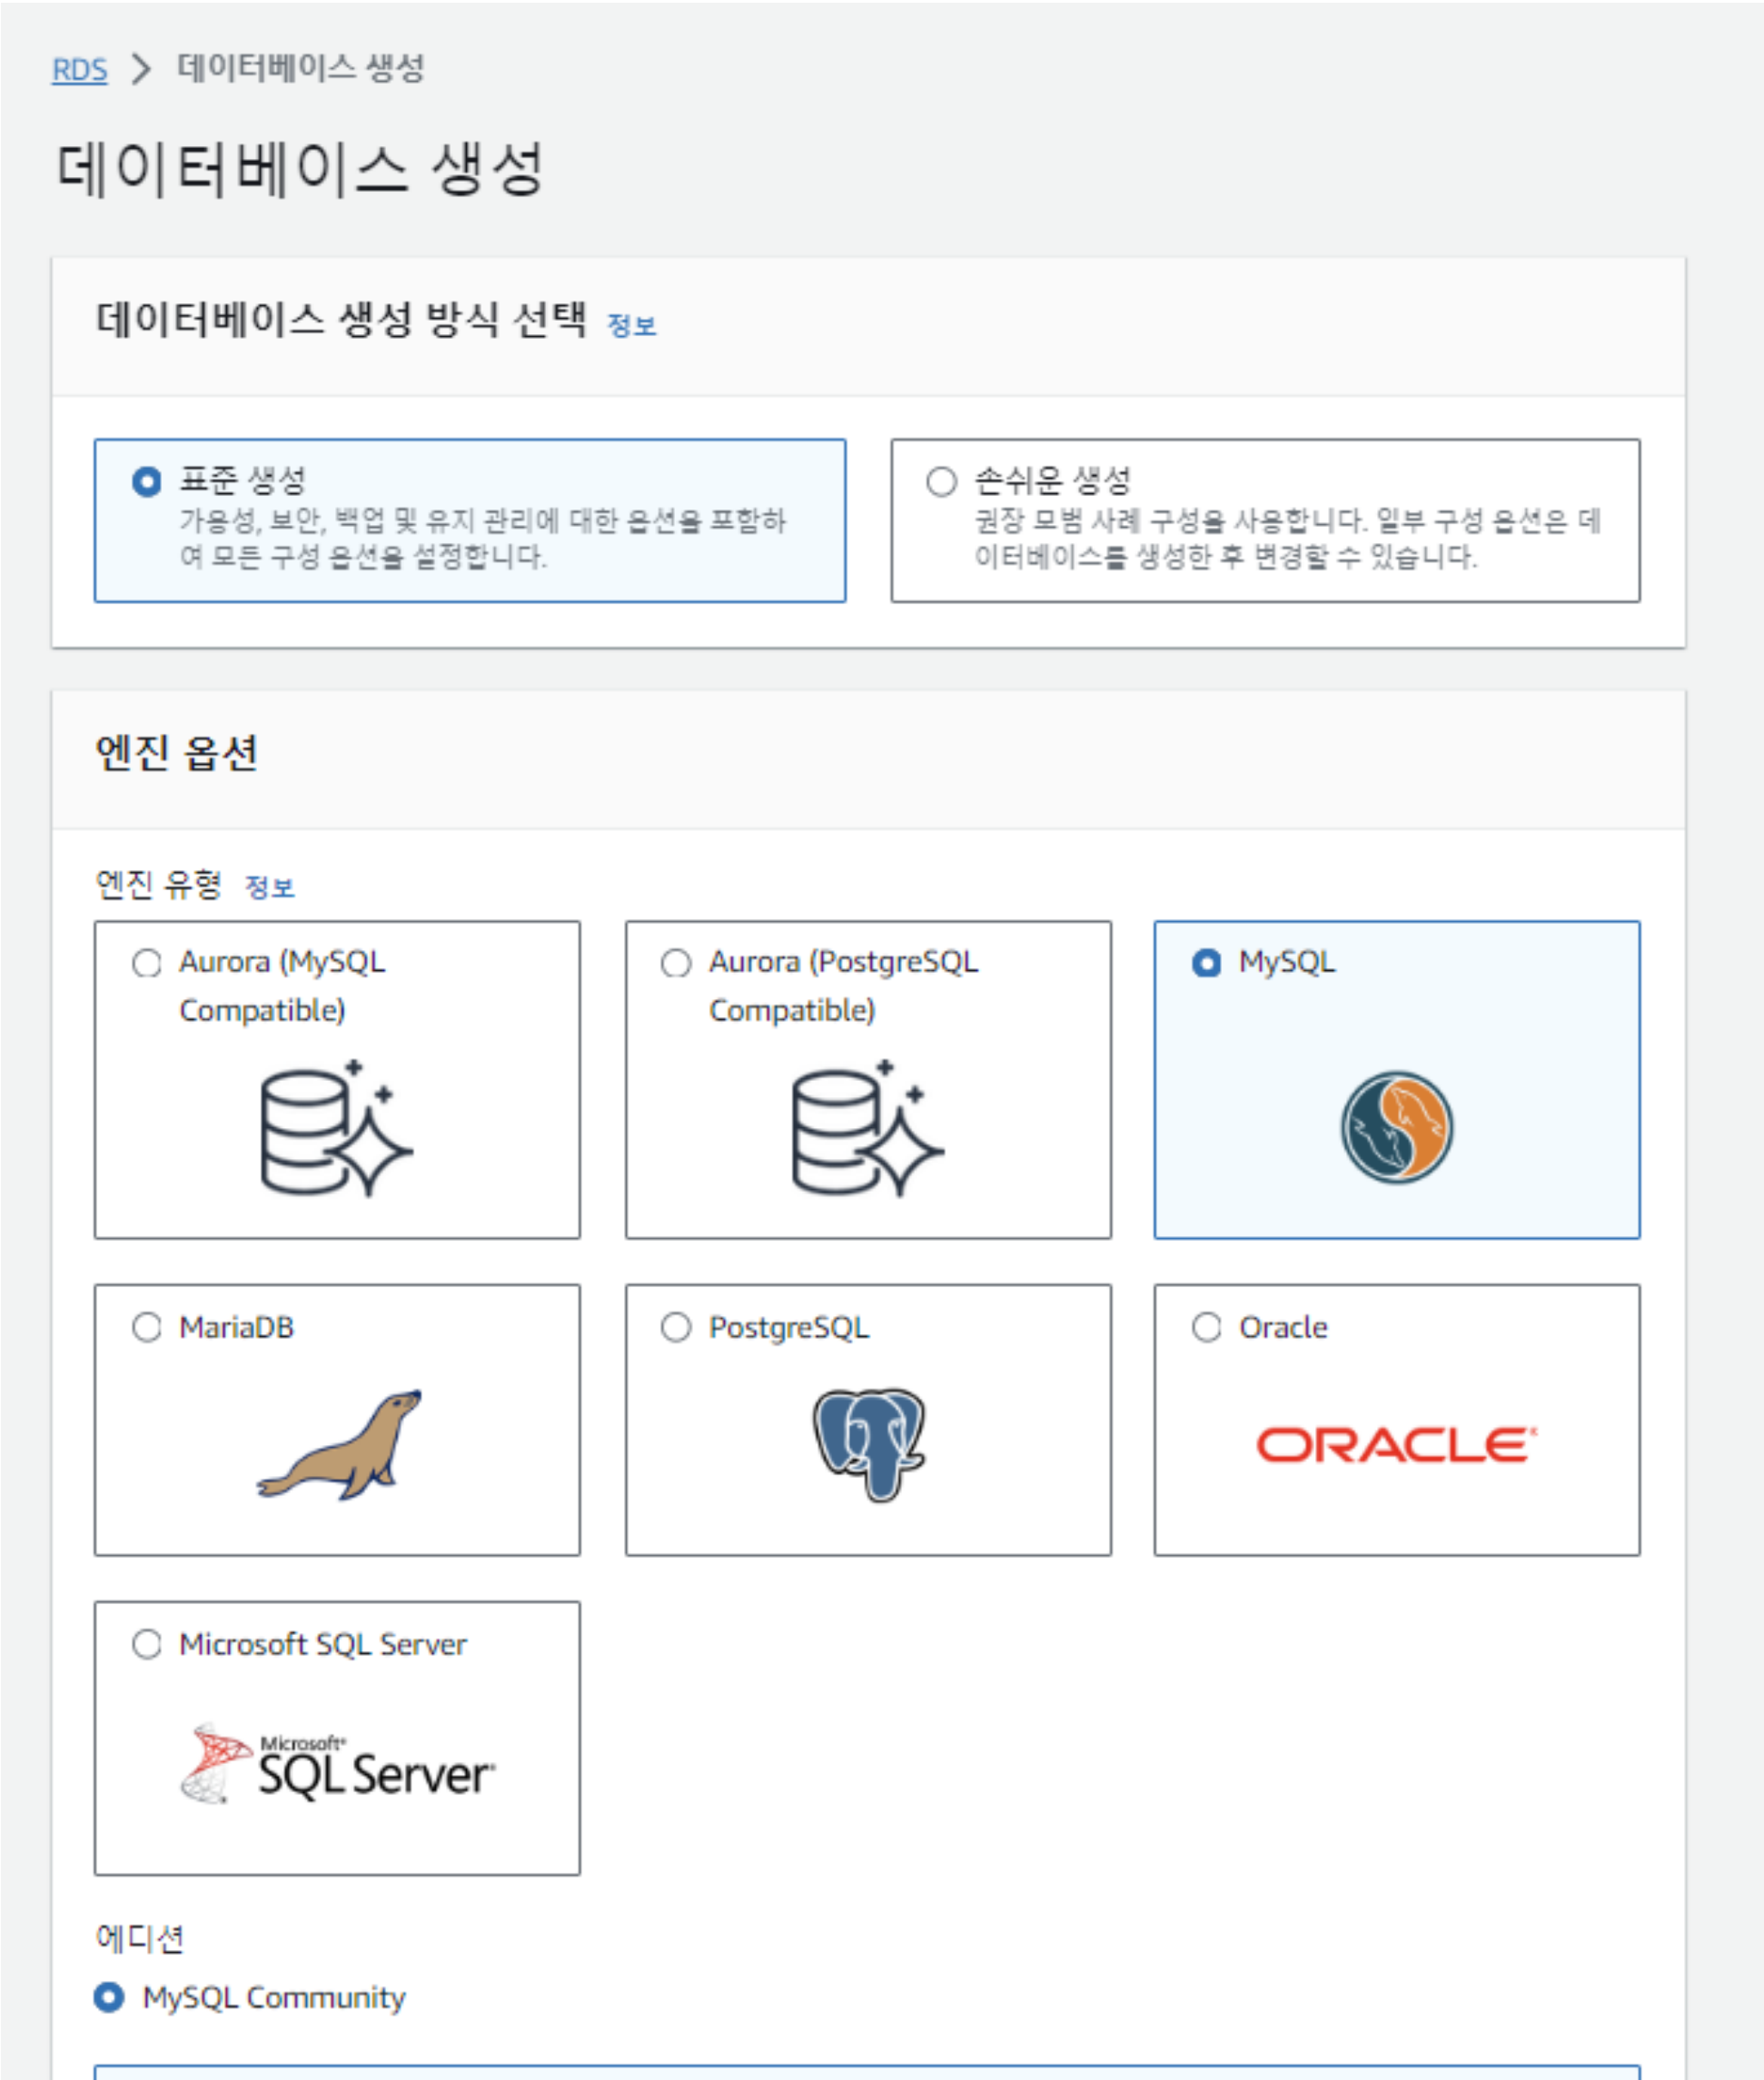 RDS > 데이터베이스 생성
데이터베이스 생성
데이터베이스 생성 방식 선택 정보
표준 생성
가용성, 보안, 백업 및 유지 관리에 대한 옵션을 포함하
여 모든 구성 옵션을 설정합니다.
손쉬운 생성
권장 모범 사례 구성을 사용합니다. 일부 구성 옵션은 데
이터베이스를 생성한 후 변경할 수 있습니다.
엔진 옵션
엔진 유형 정보
Aurora (MySQL
Compatible)
Aurora (PostgreSQL
Compatible)
MySQL
MariaDB
PostgreSQL
Oracle
ORACLE
Microsoft SQL Server
Microsoft
SQL Server
에디션
MySQL Community